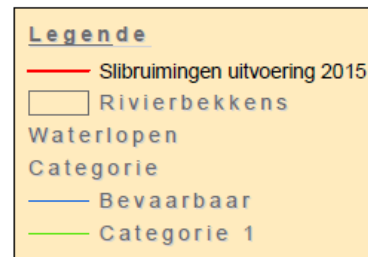 Legende
Slibruimingen uitvoering 2015
Rivierbekkens
Waterlopen
Categorie
Bevaarbaar
Categorie 1